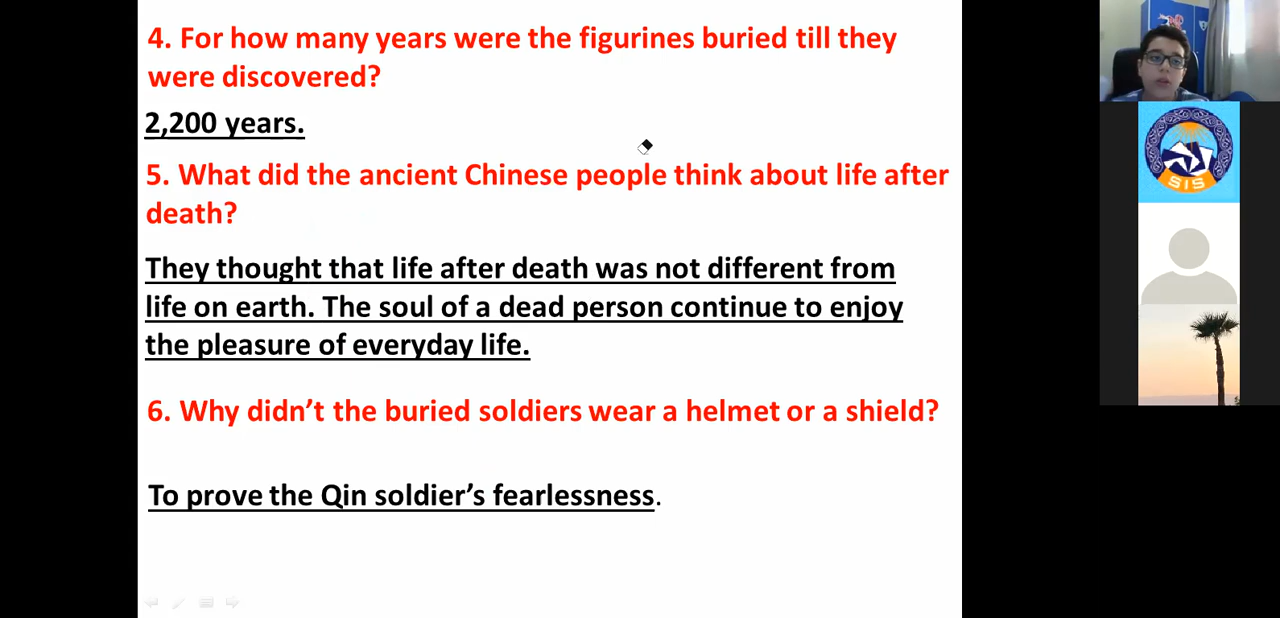 4. For how many years were the figurines buried till they
were discovered?
2,200 years.
5. What did the ancient Chinese people think about life after
death?
They thought that life after death was not different from
life on earth. The soul of a dead person continue to enjoy
the pleasure of everyday life.
6. Why didn’t the buried soldiers wear a helmet or a shield?
To prove the Qin soldier’s fearlessness.
SIS